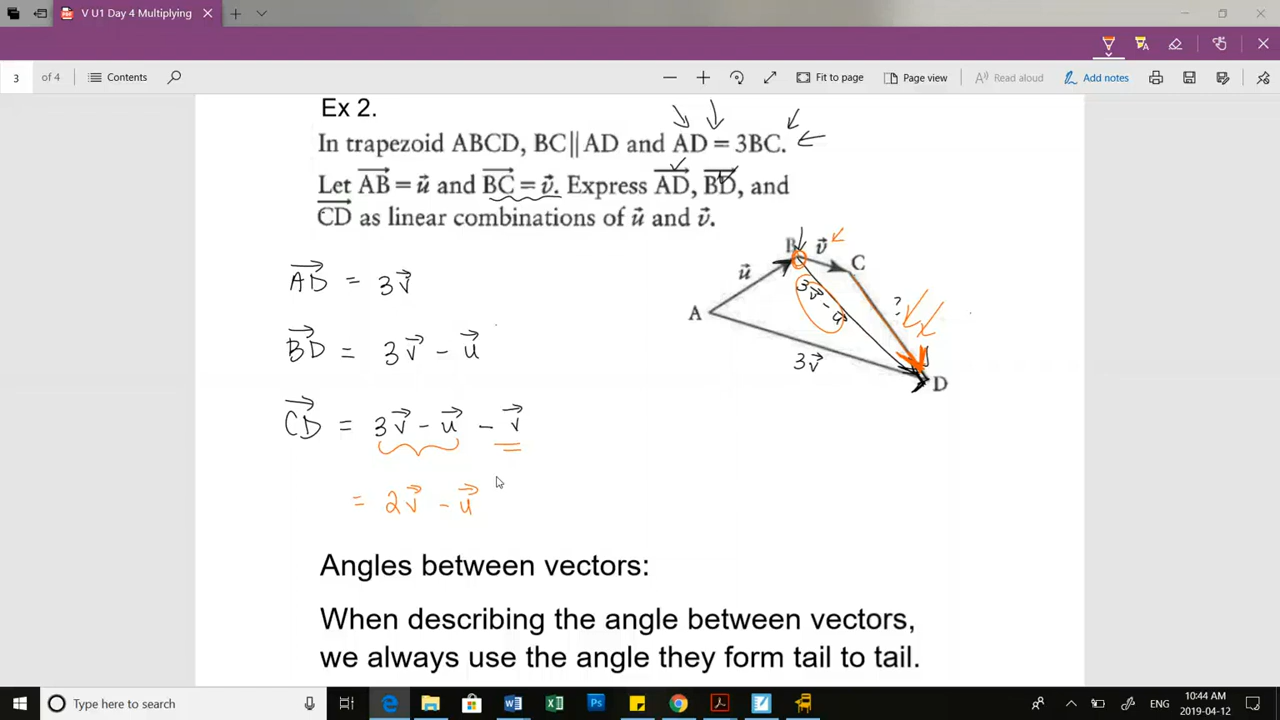 V U1 Day 4 Multiplying
3 of 4 Contents Fit to page Page view Read aloud Add notes
Ex 2.
In trapezoid ABCD, BC∥AD and AD = 3BC.
Let AB⃗ = u⃗ and BC⃗ = v⃗. Express AD⃗, BD⃗, and
CD⃗ as linear combinations of u⃗ and v⃗.
B v⃗ C
u⃗
A
3v⃗ - u⃗
?
3v⃗
D
AD⃗ = 3v⃗
BD⃗ = 3v⃗ - u⃗
CD⃗ = 3v⃗ - u⃗ - v⃗
= 2v⃗ - u⃗
Angles between vectors:
When describing the angle between vectors,
we always use the angle they form tail to tail.
Type here to search
10:44 AM
ENG
2019-04-12